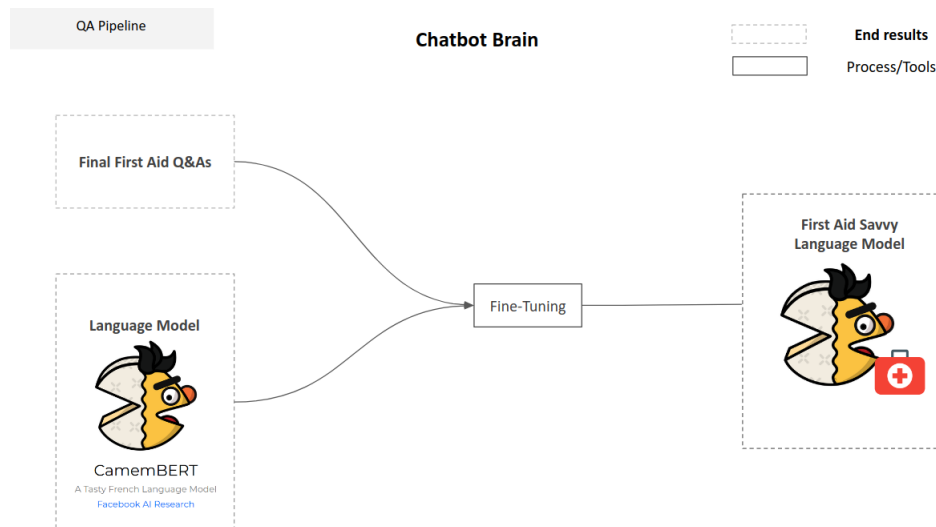 QA Pipeline
Chatbot Brain
End results
Process/Tools
Final First Aid Q&As
First Aid Savvy
Language Model
Fine-Tuning
Language Model
CamemBERT
A Tasty French Language Model
Facebook AI Research